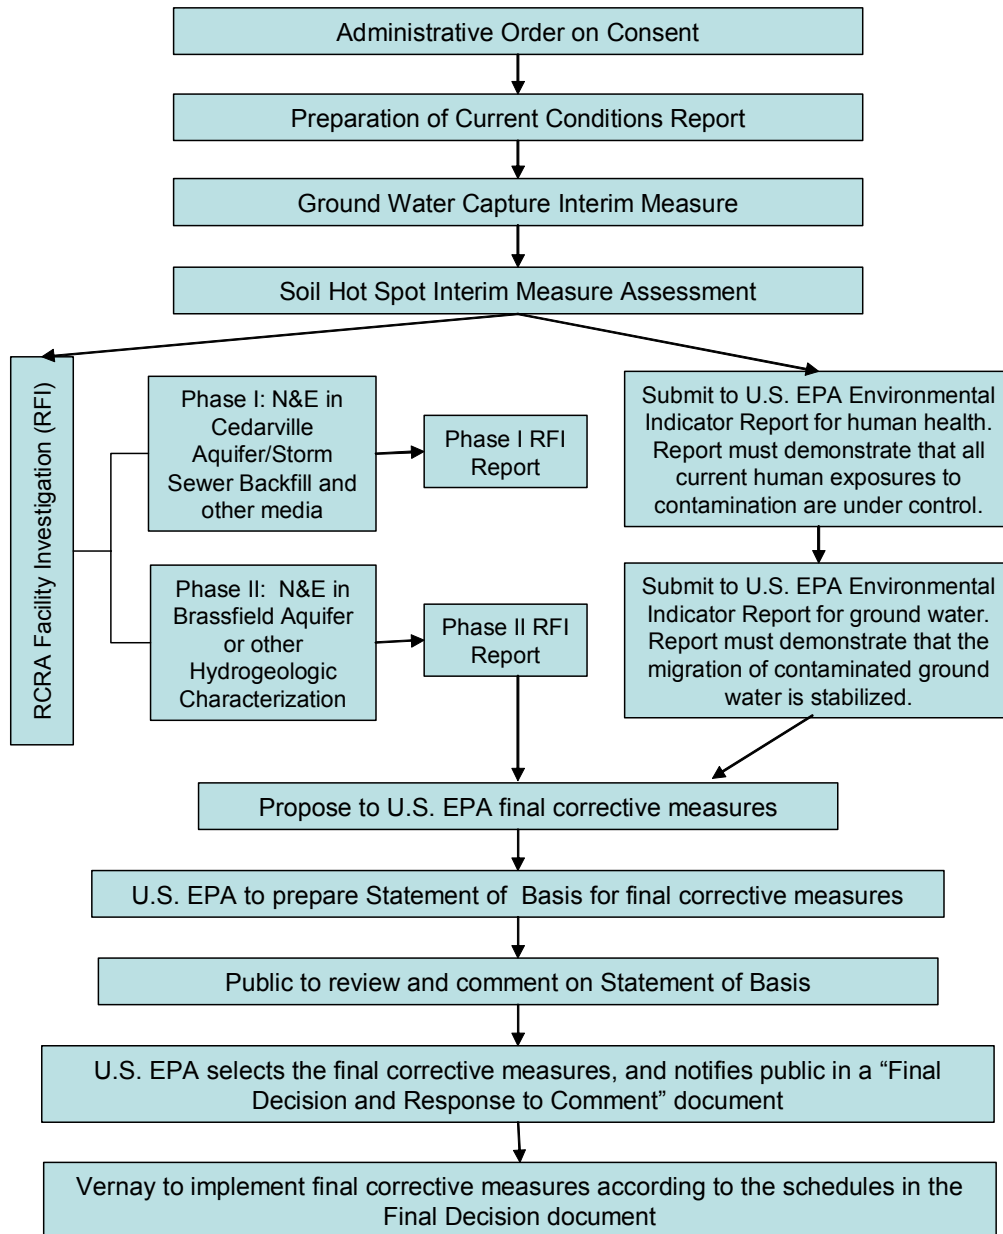 Administrative Order on Consent
Preparation of Current Conditions Report
Ground Water Capture Interim Measure
Soil Hot Spot Interim Measure Assessment
RCRA Facility Investigation (RFI)
Phase I: N&E in
Cedarville
Aquifer/Storm
Sewer Backfill and
other media
Phase I RFI
Report
Phase II:  N&E in
Brassfield Aquifer
or other
Hydrogeologic
Characterization
Phase II RFI
Report
Submit to U.S. EPA Environmental
Indicator Report for human health.
Report must demonstrate that all
current human exposures to
contamination are under control.
Submit to U.S. EPA Environmental
Indicator Report for ground water.
Report must demonstrate that the
migration of contaminated ground
water is stabilized.
Propose to U.S. EPA final corrective measures
U.S. EPA to prepare Statement of  Basis for final corrective measures
Public to review and comment on Statement of Basis
U.S. EPA selects the final corrective measures, and notifies public in a “Final
Decision and Response to Comment” document
Vernay to implement final corrective measures according to the schedules in the
Final Decision document